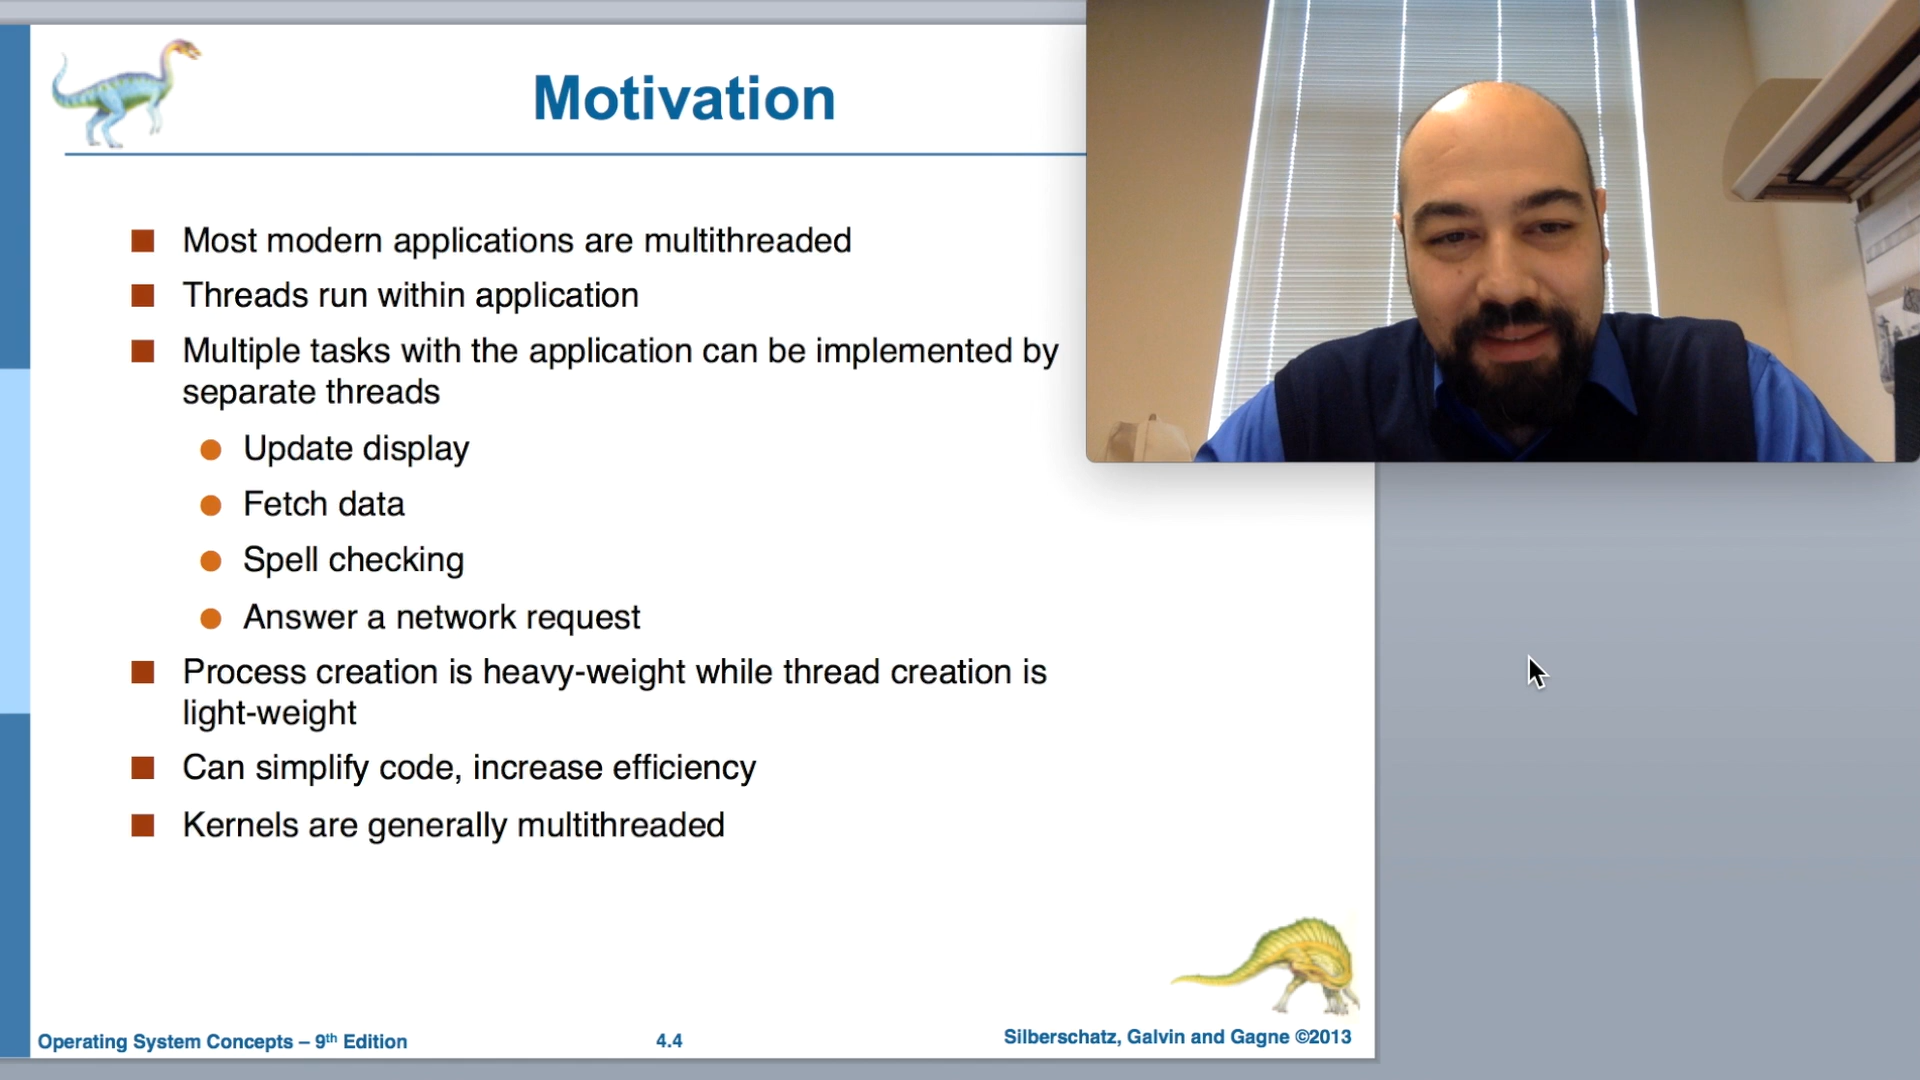 Motivation
Most modern applications are multithreaded
Threads run within application
Multiple tasks with the application can be implemented by
separate threads
Update display
Fetch data
Spell checking
Answer a network request
Process creation is heavy-weight while thread creation is
light-weight
Can simplify code, increase efficiency
Kernels are generally multithreaded
Operating System Concepts – 9th Edition
4.4
Silberschatz, Galvin and Gagne ©2013